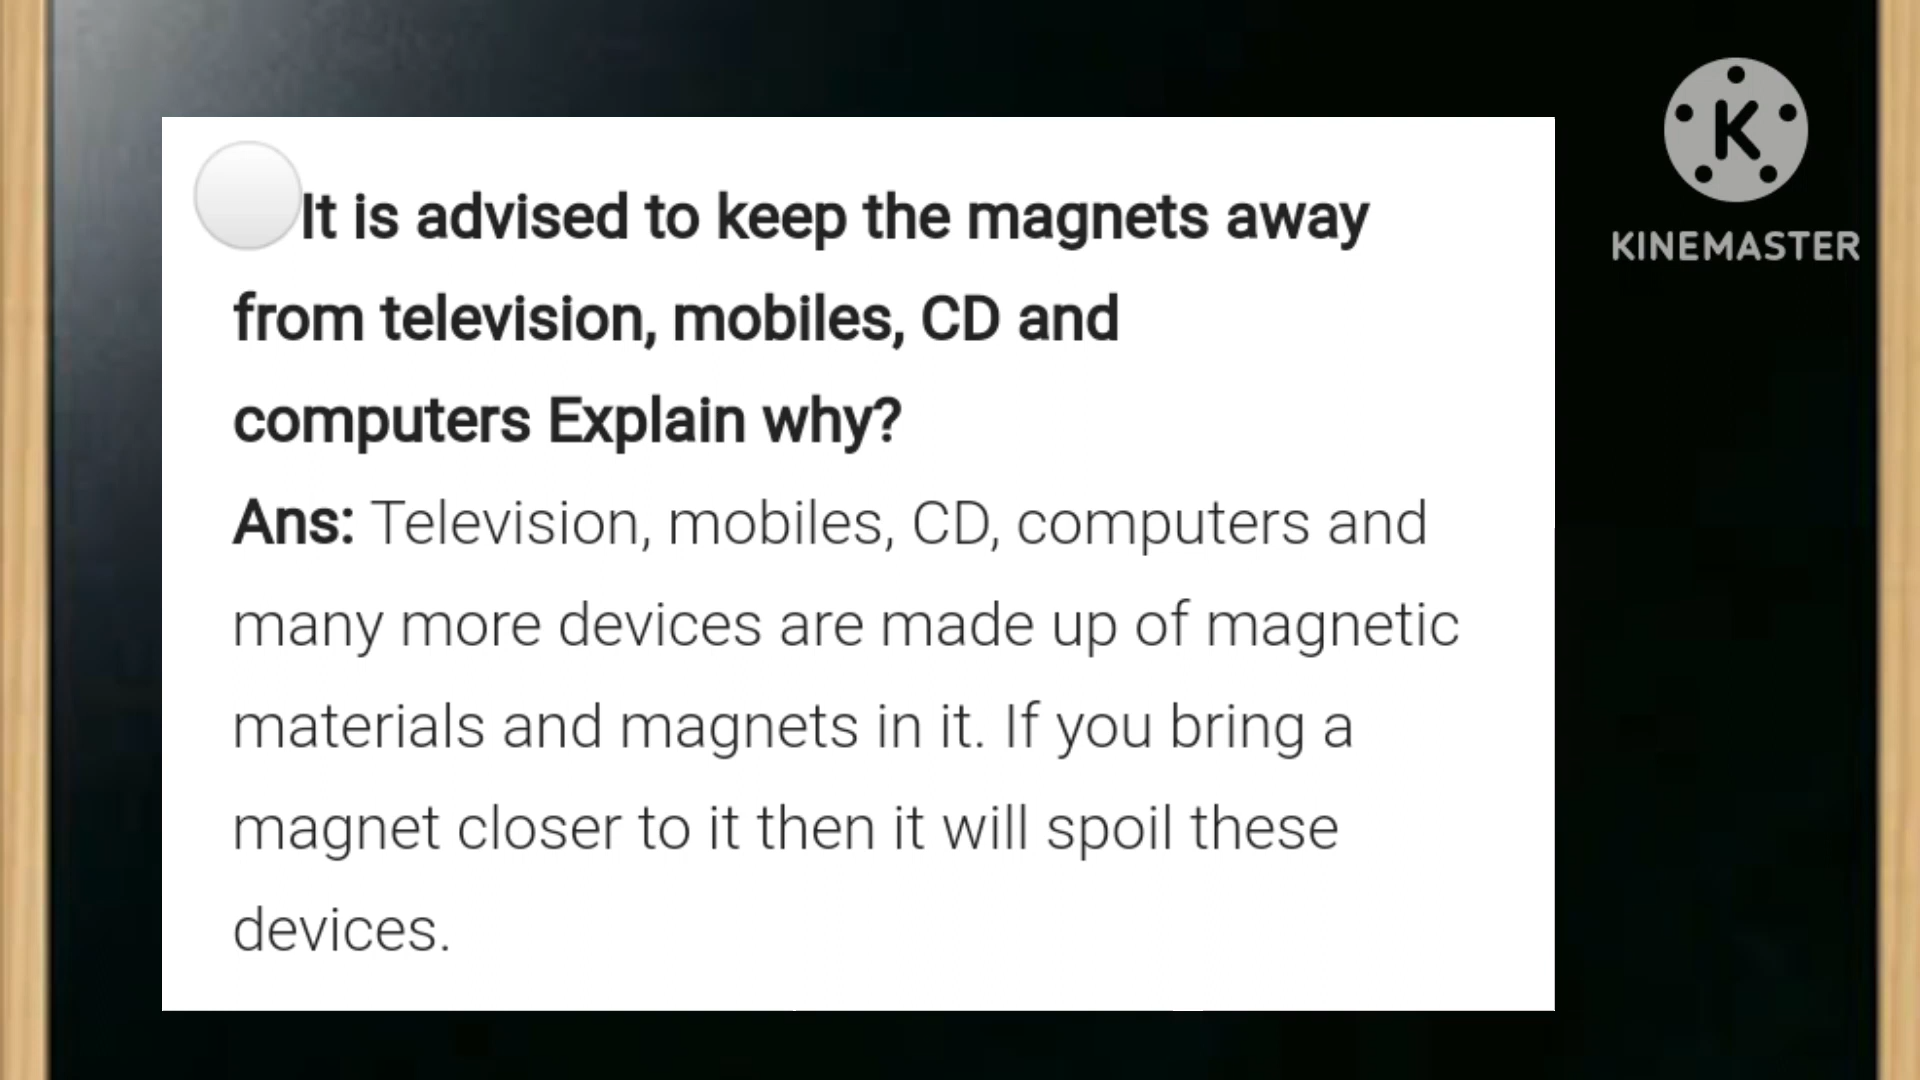 It is advised to keep the magnets away
from television, mobiles, CD and
computers Explain why?
Ans: Television, mobiles, CD, computers and
many more devices are made up of magnetic
materials and magnets in it. If you bring a
magnet closer to it then it will spoil these
devices.
K
KINEMASTER